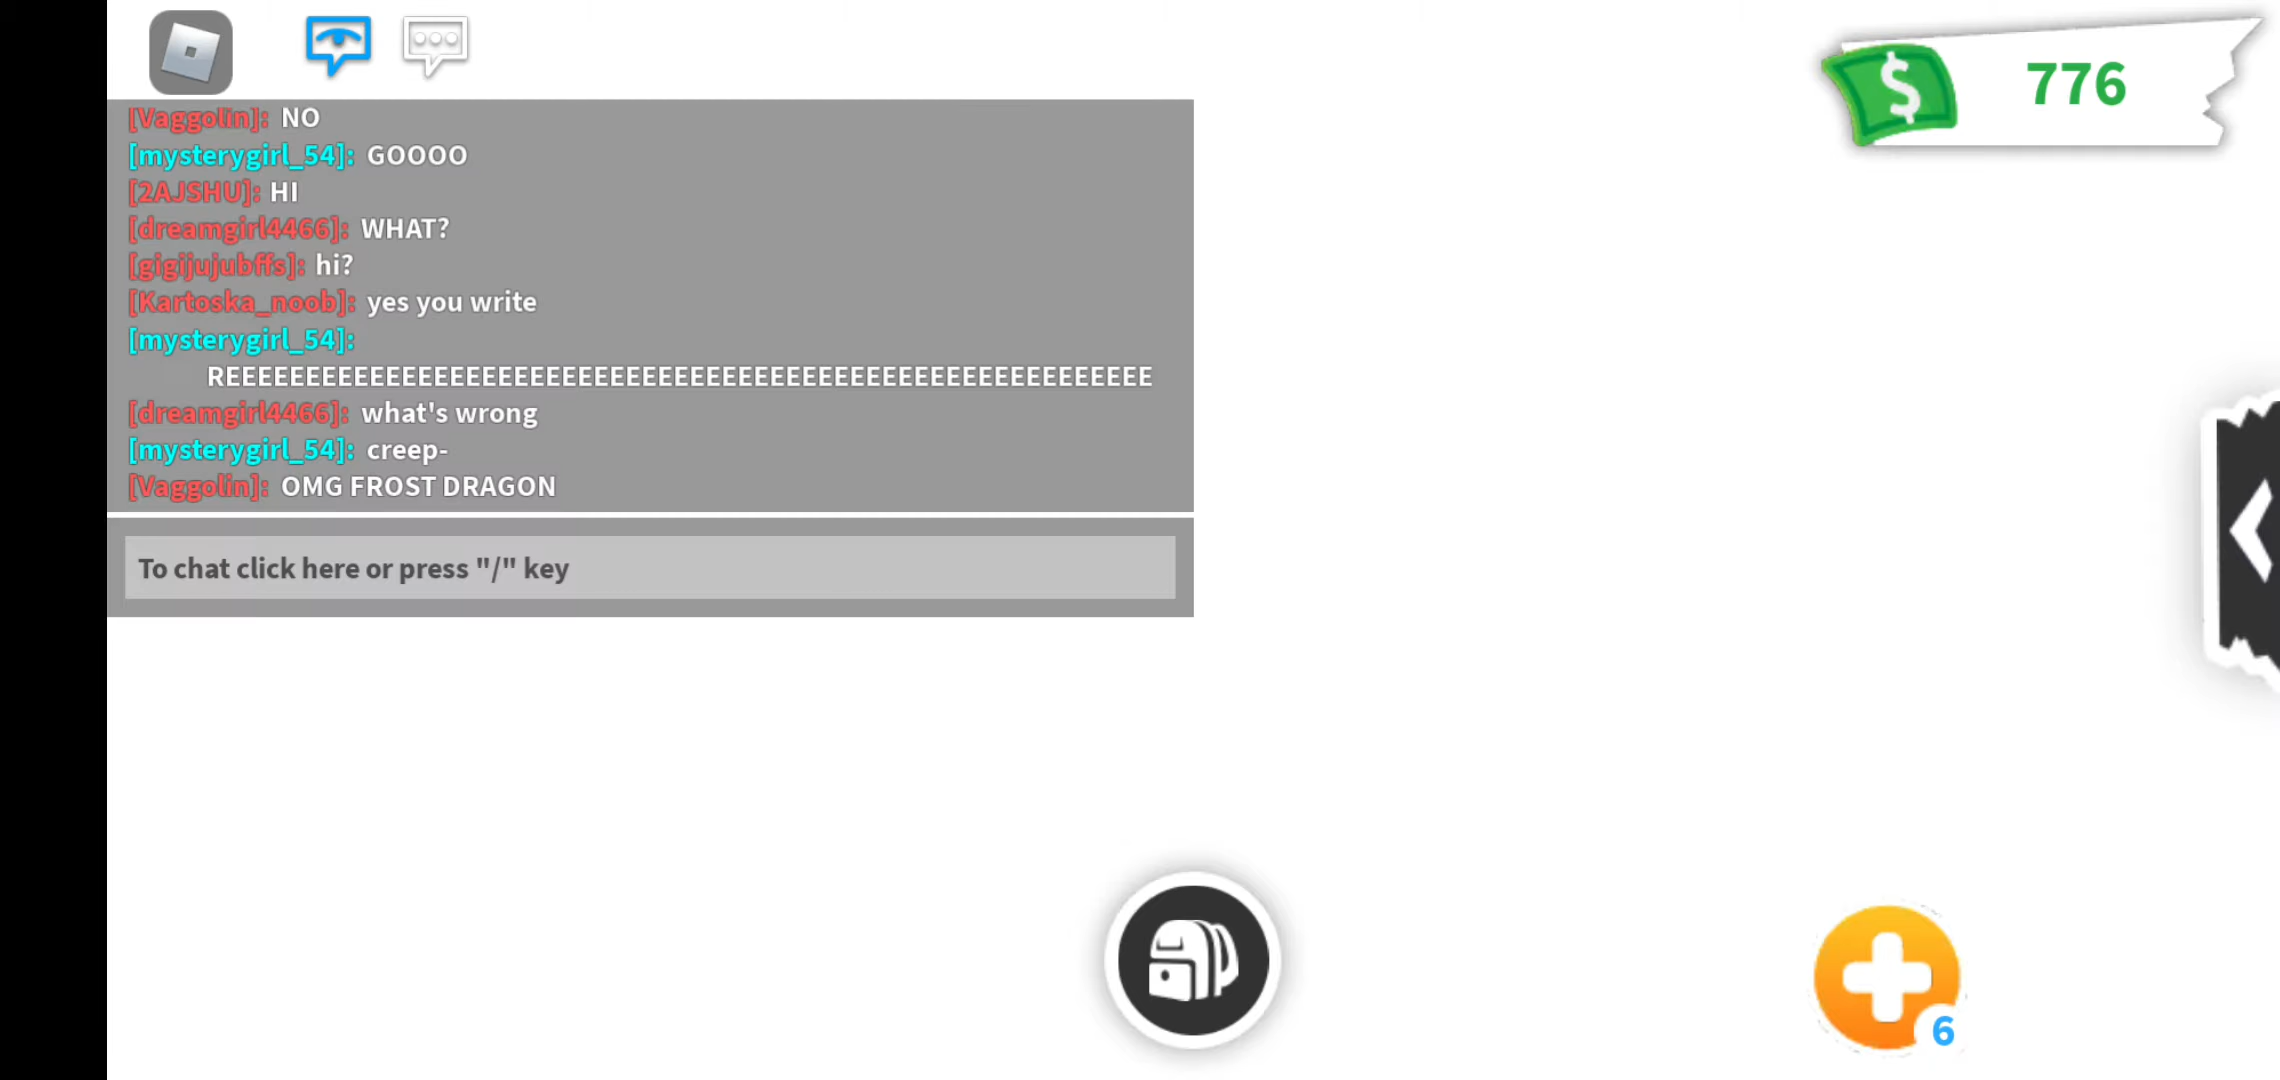 776
[Vaggolin]: NO
[mysterygirl_54]: GOOOO
[2AJSHU]: HI
[dreamgirl4466]: WHAT?
[gigijujubffs]: hi?
[Kartoska_noob]: yes you write
[mysterygirl_54]:
REEEEEEEEEEEEEEEEEEEEEEEEEEEEEEEEEEEEEEEEEEEEEEEEEEEEEEEEEE
[dreamgirl4466]: what's wrong
[mysterygirl_54]: creep-
[Vaggolin]: OMG FROST DRAGON
To chat click here or press "/" key
6